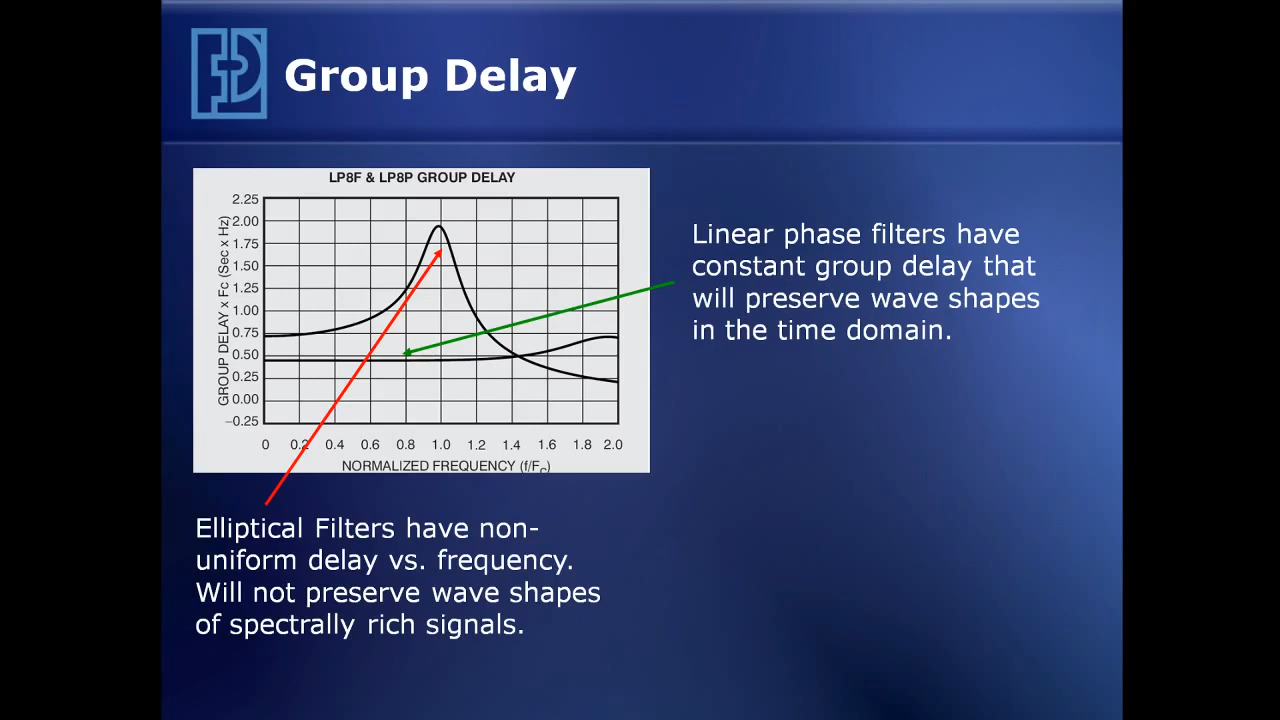 Group Delay
LP8F & LP8P GROUP DELAY
GROUP DELAY x Fc (Sec x Hz)
2.25
2.00
1.75
1.50
1.25
1.00
0.75
0.50
0.25
0.00
–0.25
0 0.2 0.4 0.6 0.8 1.0 1.2 1.4 1.6 1.8 2.0
NORMALIZED FREQUENCY (f/FC)
Linear phase filters have
constant group delay that
will preserve wave shapes
in the time domain.
Elliptical Filters have non-
uniform delay vs. frequency.
Will not preserve wave shapes
of spectrally rich signals.